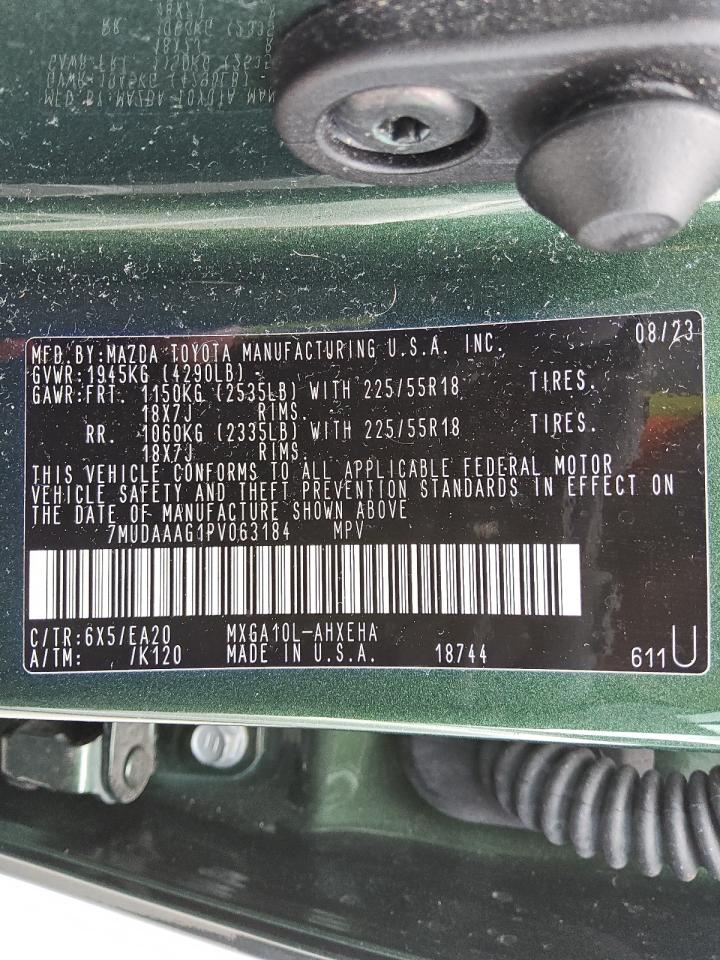 MFD.BY:MAZDA TOYOTA MANUFACTURING U.S.A. INC. 08/23
GVWR:1945KG (4290LB)
GAWR:FRT. 1150KG (2535LB) WITH 225/55R18 TIRES.
18X7J RIMS.
RR. 1060KG (2335LB) WITH 225/55R18 TIRES.
18X7J RIMS.
THIS VEHICLE CONFORMS TO ALL APPLICABLE FEDERAL MOTOR
VEHICLE SAFETY AND THEFT PREVENTION STANDARDS IN EFFECT ON
THE DATE OF MANUFACTURE SHOWN ABOVE
7MUDAAAG1PV063184 MPV
C/TR:6X5/EA20 MXGA10L-AHXEHA
A/TM: /K120 MADE IN U.S.A. 18744 611U